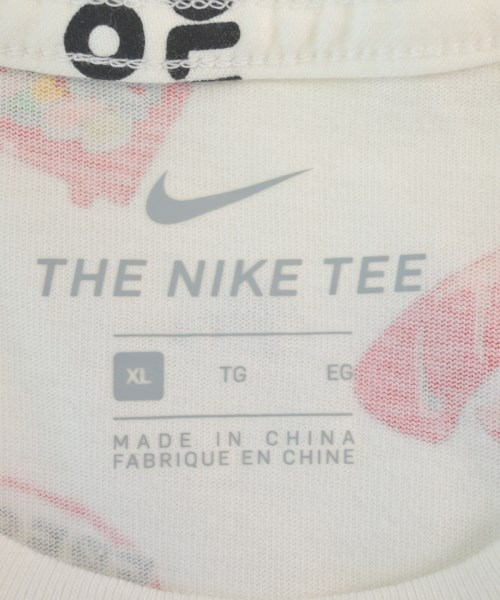 THE NIKE TEE
XL TG EG
MADE IN CHINA
FABRIQUE EN CHINE